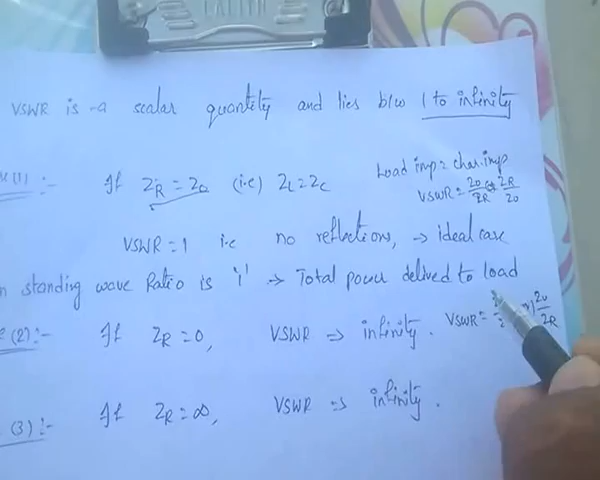 VSWR is a scalar quantity and lies b/w 1 to infinity
(1) :- If ZR = Z0 (i.e) ZL = ZC
Load imp = char.imp
VSWR = Z0/ZR or ZR/Z0
VSWR = 1 i.e no reflections, → ideal case
n standing wave Ratio is '1' → Total power delived to load
(2) :- If ZR = 0, VSWR ⇒ infinity. VSWR = Z0/ZR
(3) :- If ZR = ∞, VSWR ⇒ infinity.